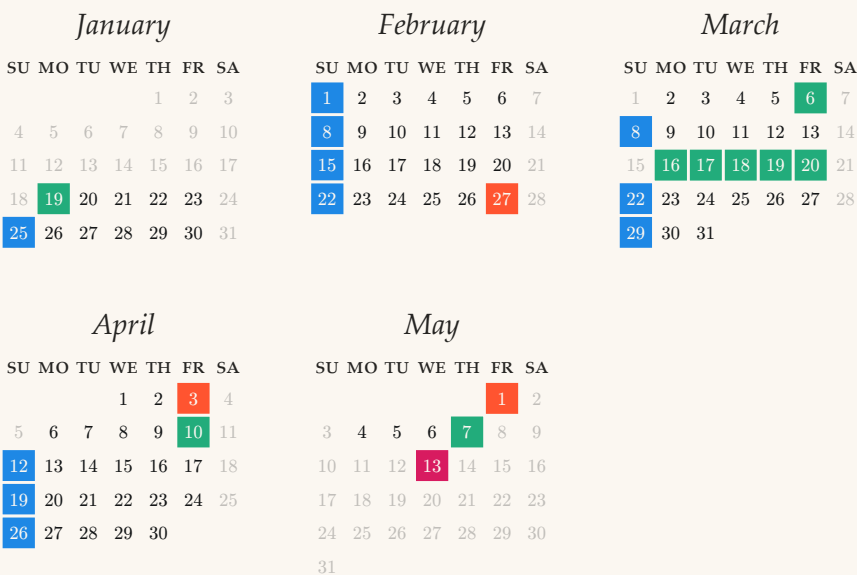 January
SU MO TU WE TH FR SA
1 2 3
4 5 6 7 8 9 10
11 12 13 14 15 16 17
18 19 20 21 22 23 24
25 26 27 28 29 30 31
February
SU MO TU WE TH FR SA
1 2 3 4 5 6 7
8 9 10 11 12 13 14
15 16 17 18 19 20 21
22 23 24 25 26 27 28
March
SU MO TU WE TH FR SA
1 2 3 4 5 6 7
8 9 10 11 12 13 14
15 16 17 18 19 20 21
22 23 24 25 26 27 28
29 30 31
April
SU MO TU WE TH FR SA
1 2 3 4
5 6 7 8 9 10 11
12 13 14 15 16 17 18
19 20 21 22 23 24 25
26 27 28 29 30
May
SU MO TU WE TH FR SA
1 2
3 4 5 6 7 8 9
10 11 12 13 14 15 16
17 18 19 20 21 22 23
24 25 26 27 28 29 30
31